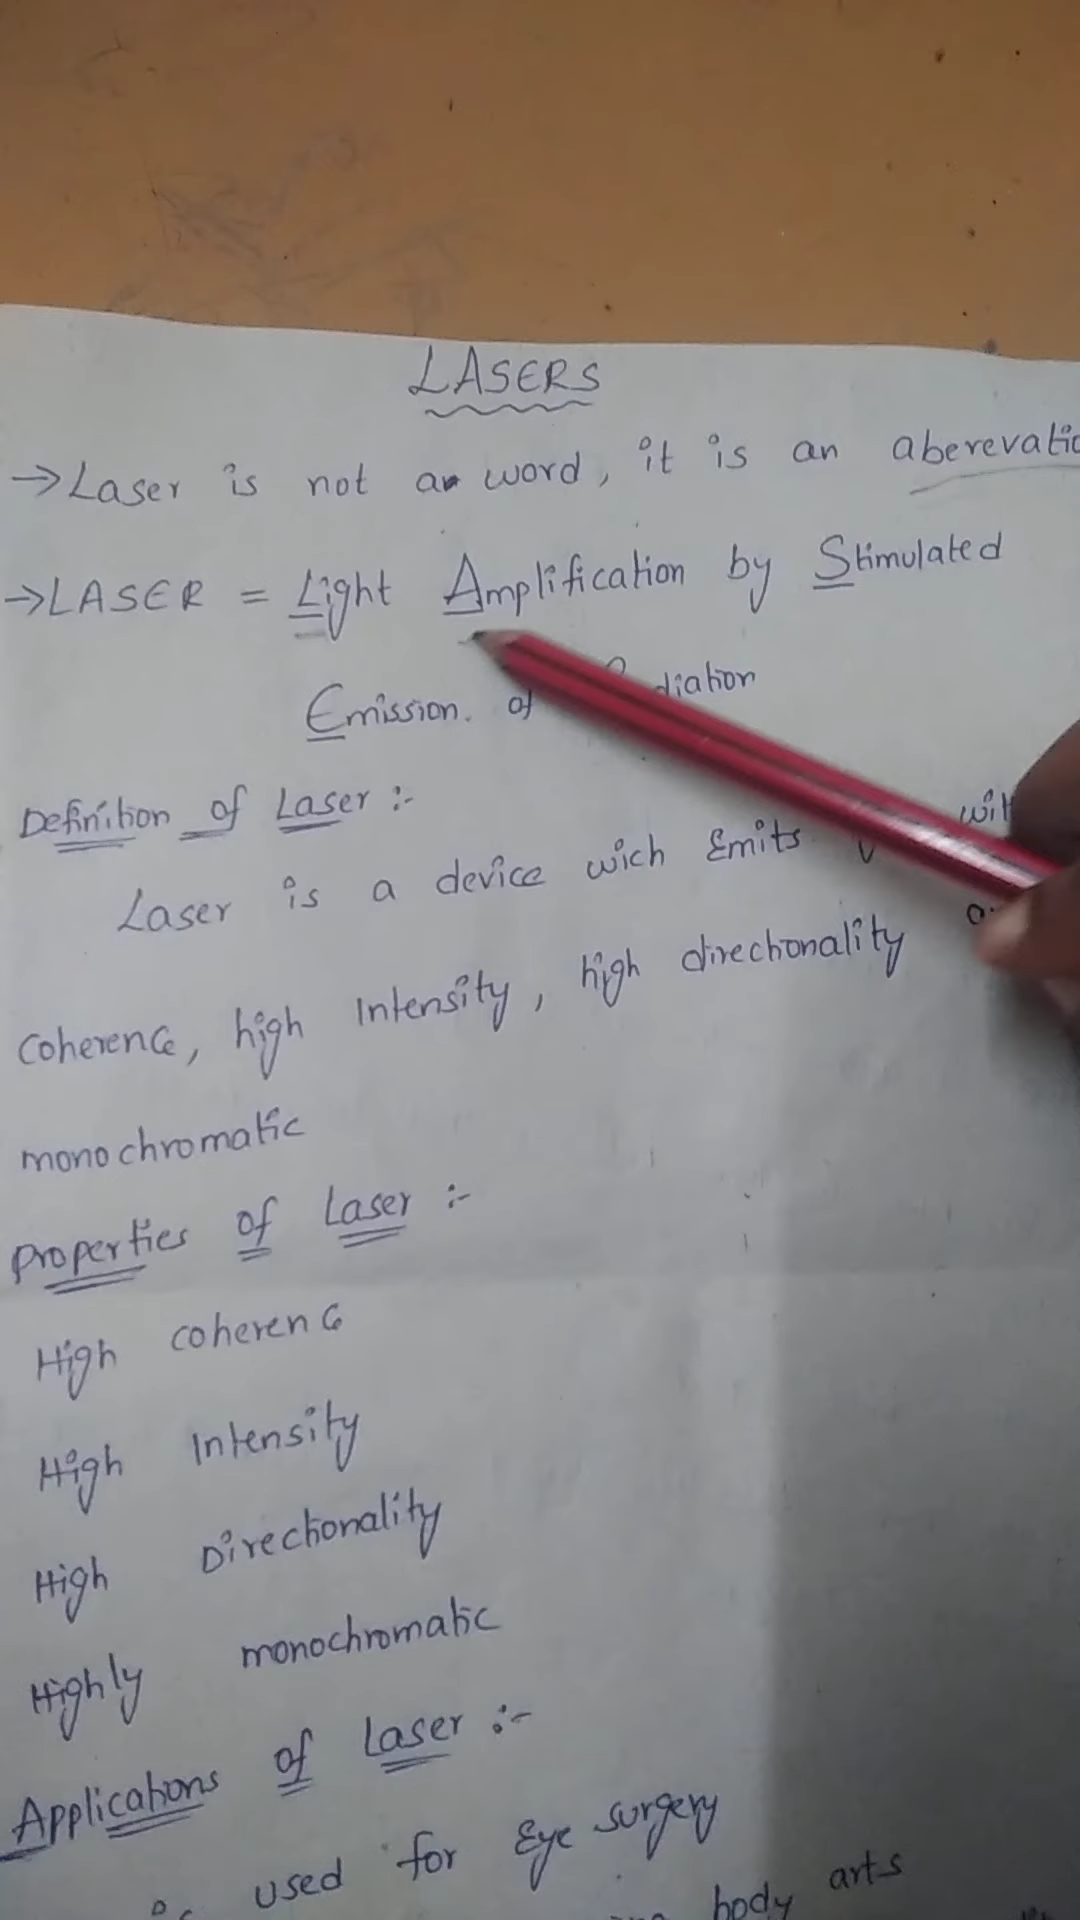 LASERS
→Laser is not a word, it is an aberevatio
→LASER = Light Amplification by Stimulated
Emission. of diation
Definition of Laser :-
Laser is a device wich Emits wit
Coherence, high Intensity, high directionality
monochromatic
Properties of Laser :-
High coherence
High Intensity
High Directionality
Highly monochromatic
Applications of Laser :-
used for Eye surgery
body arts